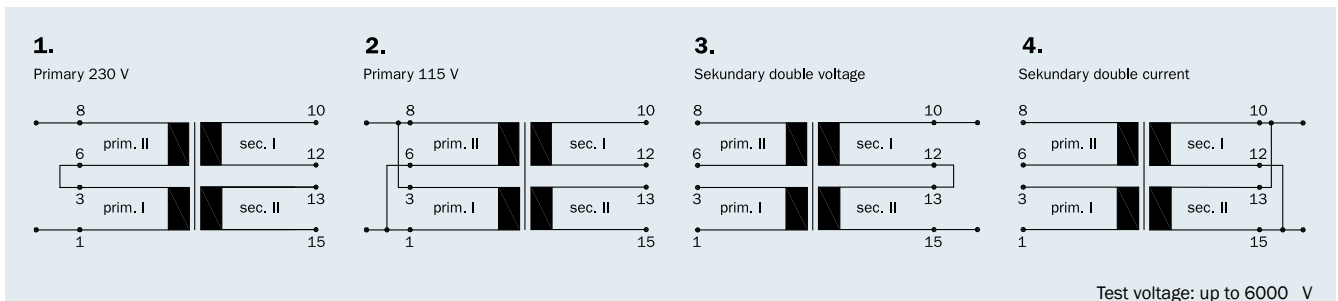 1.
Primary 230 V
8
10
prim. II
sec. I
6
12
3
13
prim. I
sec. II
1
15
2.
Primary 115 V
8
10
prim. II
sec. I
6
12
3
13
prim. I
sec. II
1
15
3.
Sekundary double voltage
8
10
prim. II
sec. I
6
12
3
13
prim. I
sec. II
1
15
4.
Sekundary double current
8
10
prim. II
sec. I
6
12
3
13
prim. I
sec. II
1
15
Test voltage: up to 6000 V